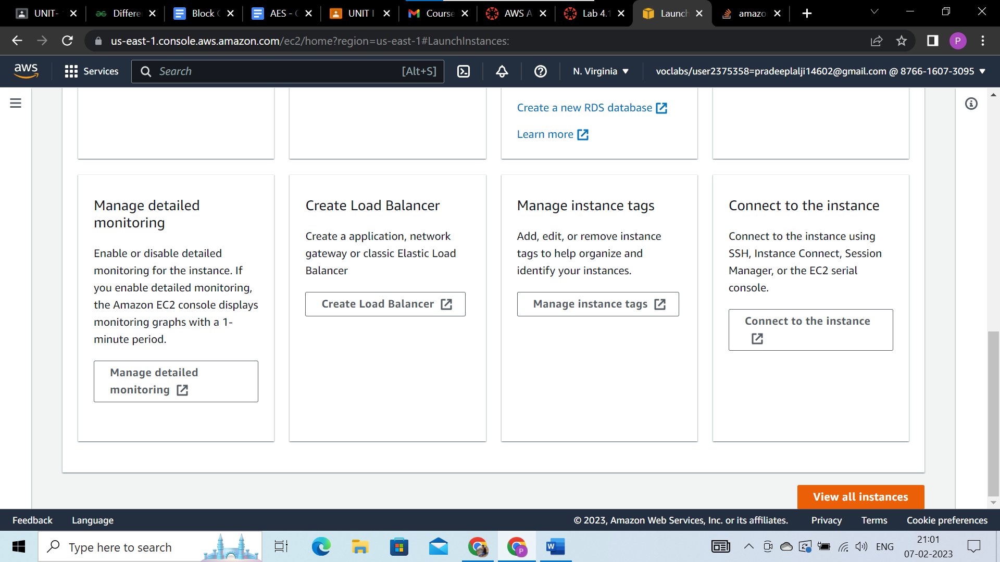 UNIT-
Differe
Block
AES - (
UNIT I
Course
AWS A
Lab 4.1
Launch
amazo
us-east-1.console.aws.amazon.com/ec2/home?region=us-east-1#LaunchInstances:
P
aws
Services
Search
[Alt+S]
N. Virginia
voclabs/user2375358=pradeeplalji14602@gmail.com @ 8766-1607-3095
Create a new RDS database
Learn more
Manage detailed
monitoring
Enable or disable detailed
monitoring for the instance. If
you enable detailed monitoring,
the Amazon EC2 console displays
monitoring graphs with a 1-
minute period.
Manage detailed
monitoring
Create Load Balancer
Create a application, network
gateway or classic Elastic Load
Balancer
Create Load Balancer
Manage instance tags
Add, edit, or remove instance
tags to help organize and
identify your instances.
Manage instance tags
Connect to the instance
Connect to the instance using
SSH, Instance Connect, Session
Manager, or the EC2 serial
console.
Connect to the instance
View all instances
Feedback
Language
© 2023, Amazon Web Services, Inc. or its affiliates.
Privacy
Terms
Cookie preferences
Type here to search
P
W
ENG
21:01
07-02-2023